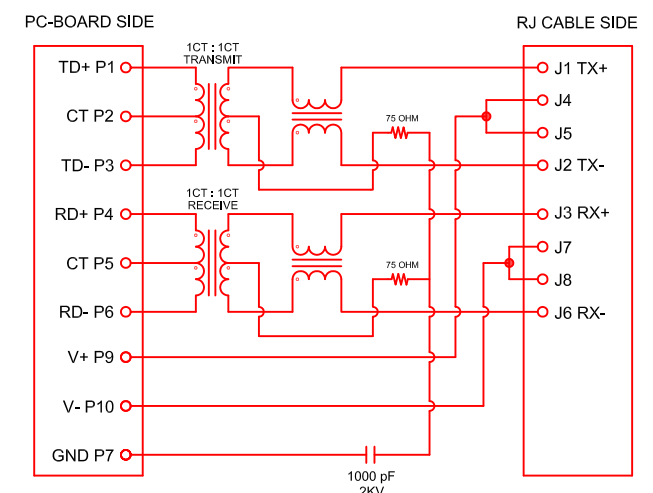 PC-BOARD SIDE
RJ CABLE SIDE
1CT : 1CT
TRANSMIT
TD+ P1
CT P2
TD- P3
75 OHM
J1 TX+
J4
J5
J2 TX-
1CT : 1CT
RECEIVE
RD+ P4
CT P5
RD- P6
75 OHM
J3 RX+
J7
J8
J6 RX-
V+ P9
V- P10
GND P7
1000 pF
2KV